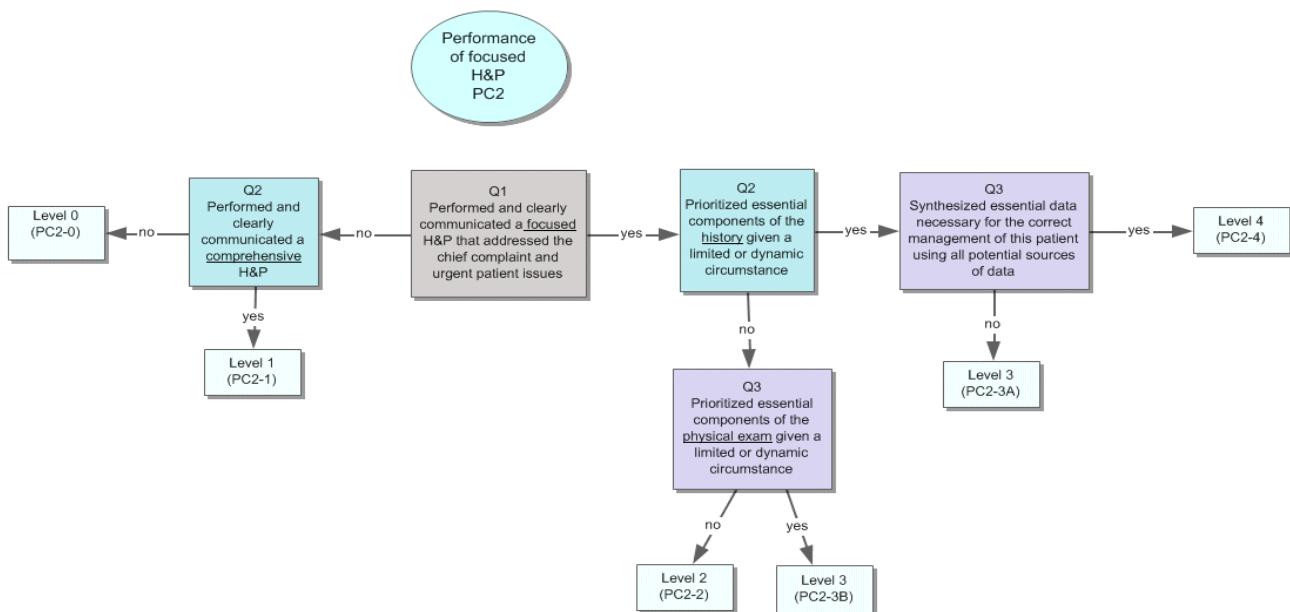 Performance
of focused
H&P
PC2
Level 0
(PC2-0)
no
Q2
Performed and
clearly
communicated a
comprehensive
H&P
no
Q1
Performed and clearly
communicated a focused
H&P that addressed the
chief complaint and
urgent patient issues
yes
Q2
Prioritized essential
components of the
history given a
limited or dynamic
circumstance
yes
Q3
Synthesized essential data
necessary for the correct
management of this patient
using all potential sources
of data
yes
Level 4
(PC2-4)
yes
Level 1
(PC2-1)
no
Q3
Prioritized essential
components of the
physical exam given a
limited or dynamic
circumstance
no
Level 3
(PC2-3A)
no
Level 2
(PC2-2)
yes
Level 3
(PC2-3B)